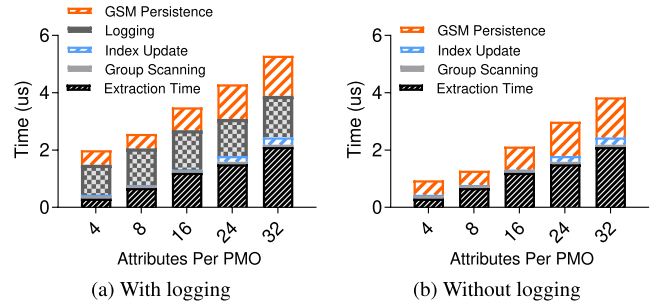 GSM Persistence
Logging
Index Update
Group Scanning
Extraction Time
Time (us)
6
4
2
0
4
8
16
24
32
Attributes Per PMO
(a) With logging
GSM Persistence
Index Update
Group Scanning
Extraction Time
Time (us)
6
4
2
0
4
8
16
24
32
Attributes Per PMO
(b) Without logging